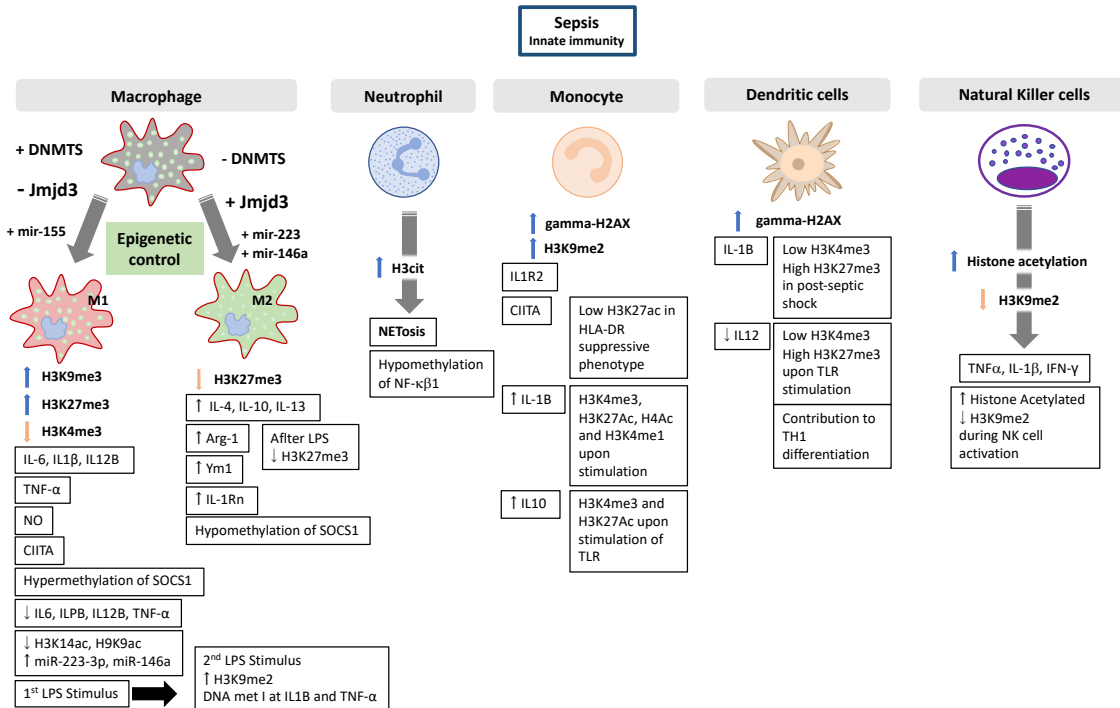 Sepsis
Innate immunity
Macrophage
+ DNMTS
- DNMTS
- Jmjd3
+ Jmjd3
+ mir-155
Epigenetic
control
+ mir-223
+ mir-146a
M1
M2
H3K9me3
H3K27me3
H3K4me3
IL-6, IL1β, IL12B
TNF-α
NO
CIITA
Hypermethylation of SOCS1
↓ IL6, ILPB, IL12B, TNF-α
↓ H3K14ac, H9K9ac
↑ miR-223-3p, miR-146a
1st LPS Stimulus
2nd LPS Stimulus
↑ H3K9me2
DNA met I at IL1B and TNF-α
H3K27me3
↑ IL-4, IL-10, IL-13
↑ Arg-1
↑ Ym1
↑ IL-1Rn
Aflter LPS
↓ H3K27me3
Hypomethylation of SOCS1
Neutrophil
H3cit
NETosis
Hypomethylation
of NF-κβ1
Monocyte
gamma-H2AX
H3K9me2
IL1R2
CIITA
Low H3K27ac in
HLA-DR
suppressive
phenotype
↑ IL-1B
H3K4me3,
H3K27Ac, H4Ac
and H3K4me1
upon
stimulation
↑ IL10
H3K4me3 and
H3K27Ac upon
stimulation of
TLR
Dendritic cells
gamma-H2AX
IL-1B
Low H3K4me3
High H3K27me3
in post-septic
shock
↓ IL12
Low H3K4me3
High H3K27me3
upon TLR
stimulation
Contribution to
TH1
differentiation
Natural Killer cells
Histone acetylation
H3K9me2
TNFα, IL-1β, IFN-γ
↑ Histone Acetylated
↓ H3K9me2
during NK cell
activation